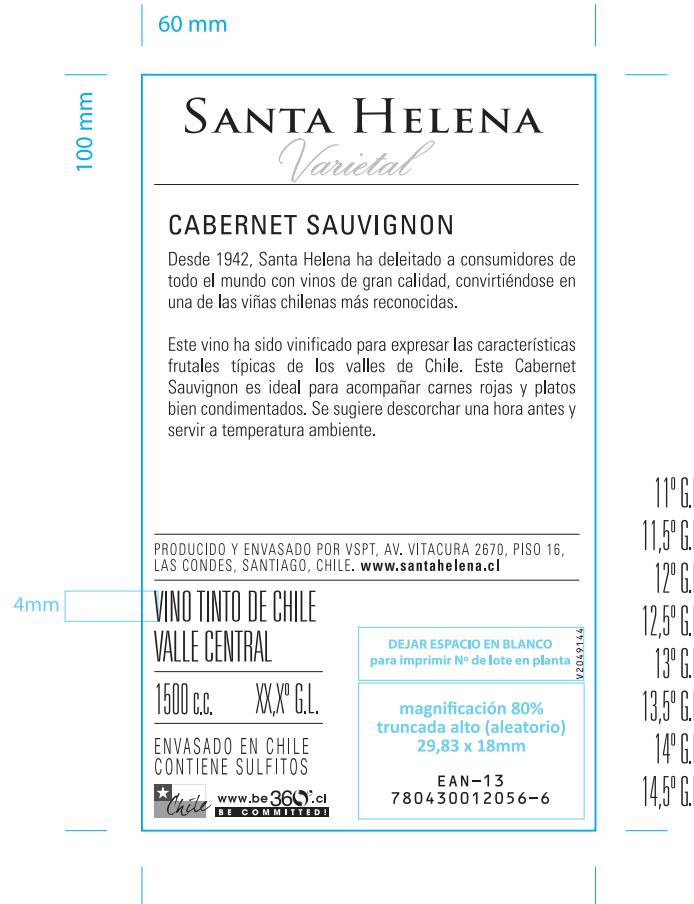 60 mm
100 mm
SANTA HELENA
Varietal
CABERNET SAUVIGNON
Desde 1942, Santa Helena ha deleitado a consumidores de
todo el mundo con vinos de gran calidad, convirtiéndose en
una de las viñas chilenas más reconocidas.
Este vino ha sido vinificado para expresar las características
frutales típicas de los valles de Chile. Este Cabernet
Sauvignon es ideal para acompañar carnes rojas y platos
bien condimentados. Se sugiere descorchar una hora antes y
servir a temperatura ambiente.
PRODUCIDO Y ENVASADO POR VSPT, AV. VITACURA 2670, PISO 16,
LAS CONDES, SANTIAGO, CHILE. www.santahelena.cl
4mm
VINO TINTO DE CHILE
VALLE CENTRAL
1500 c.c. XX,Xº G.L.
ENVASADO EN CHILE
CONTIENE SULFITOS
Chile
www.be360°.cl
BE COMMITTED!
DEJAR ESPACIO EN BLANCO
para imprimir Nº de lote en planta
V2049144
magnificación 80%
truncada alto (aleatorio)
29,83 x 18mm
EAN-13
780430012056-6
11º G.
11,5º G.
12º G.
12,5º G.
13º G.
13,5º G.
14º G.
14,5º G.